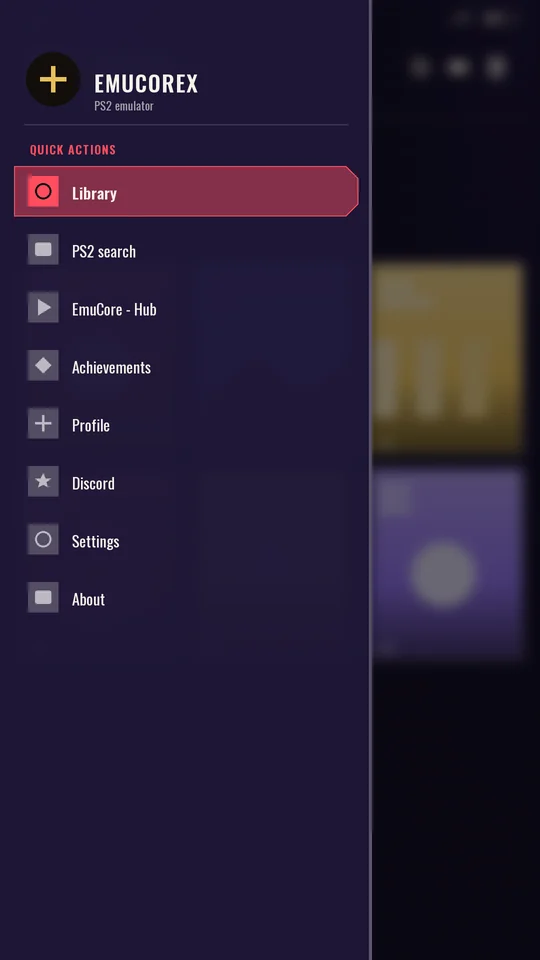 EMUCOREX
PS2 emulator
QUICK ACTIONS
Library
PS2 search
EmuCore - Hub
Achievements
Profile
Discord
Settings
About